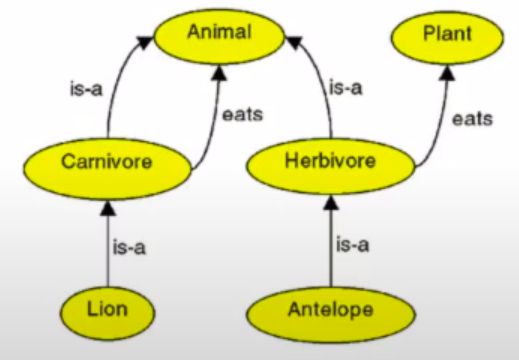 Animal
Plant
is-a
is-a
eats
eats
Carnivore
Herbivore
is-a
is-a
Lion
Antelope